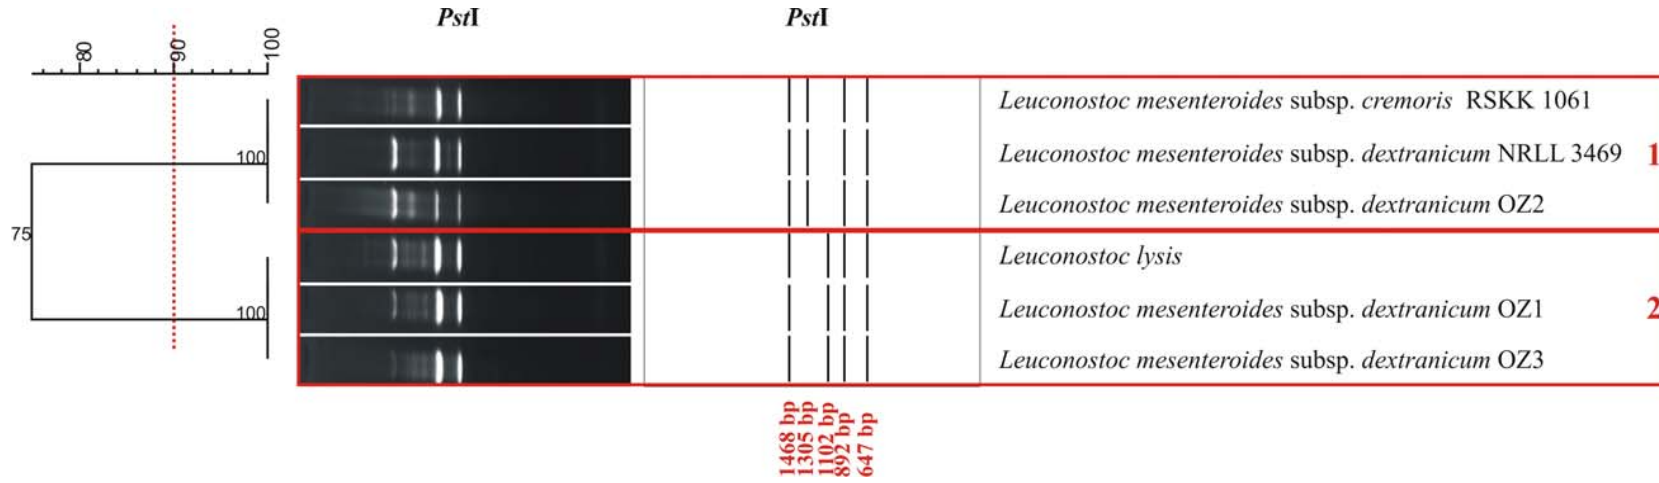 PstI PstI
80 90 100
Leuconostoc mesenteroides subsp. cremoris RSKK 1061
100 Leuconostoc mesenteroides subsp. dextranicum NRLL 3469 1
Leuconostoc mesenteroides subsp. dextranicum OZ2
75
Leuconostoc lysis
100 Leuconostoc mesenteroides subsp. dextranicum OZ1 2
Leuconostoc mesenteroides subsp. dextranicum OZ3
1468 bp
1305 bp
1102 bp
892 bp
647 bp